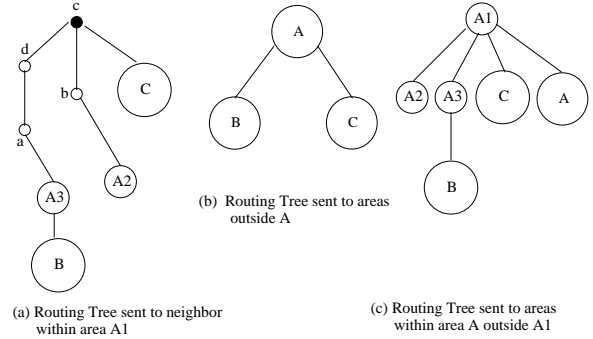 c
d
b
C
a
A3
A2
B
(a) Routing Tree sent to neighbor
within area A1
A
B
C
(b) Routing Tree sent to areas
outside A
A1
A2
A3
C
A
B
(c) Routing Tree sent to areas
within area A outside A1